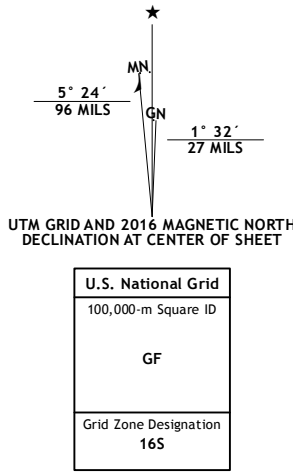 ★
MN
GN
5° 24´
96 MILS
1° 32´
27 MILS
UTM GRID AND 2016 MAGNETIC NORTH
DECLINATION AT CENTER OF SHEET
U.S. National Grid
100,000-m Square ID
GF
Grid Zone Designation
16S